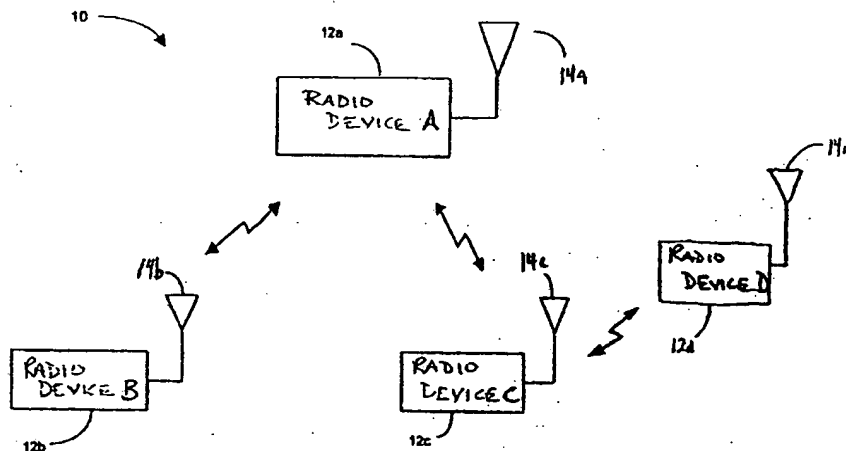 10
12a
14a
RADIO
DEVICE A
14b
14c
RADIO
DEVICE D
12d
RADIO
DEVICE B
RADIO
DEVICE C
12b
12c